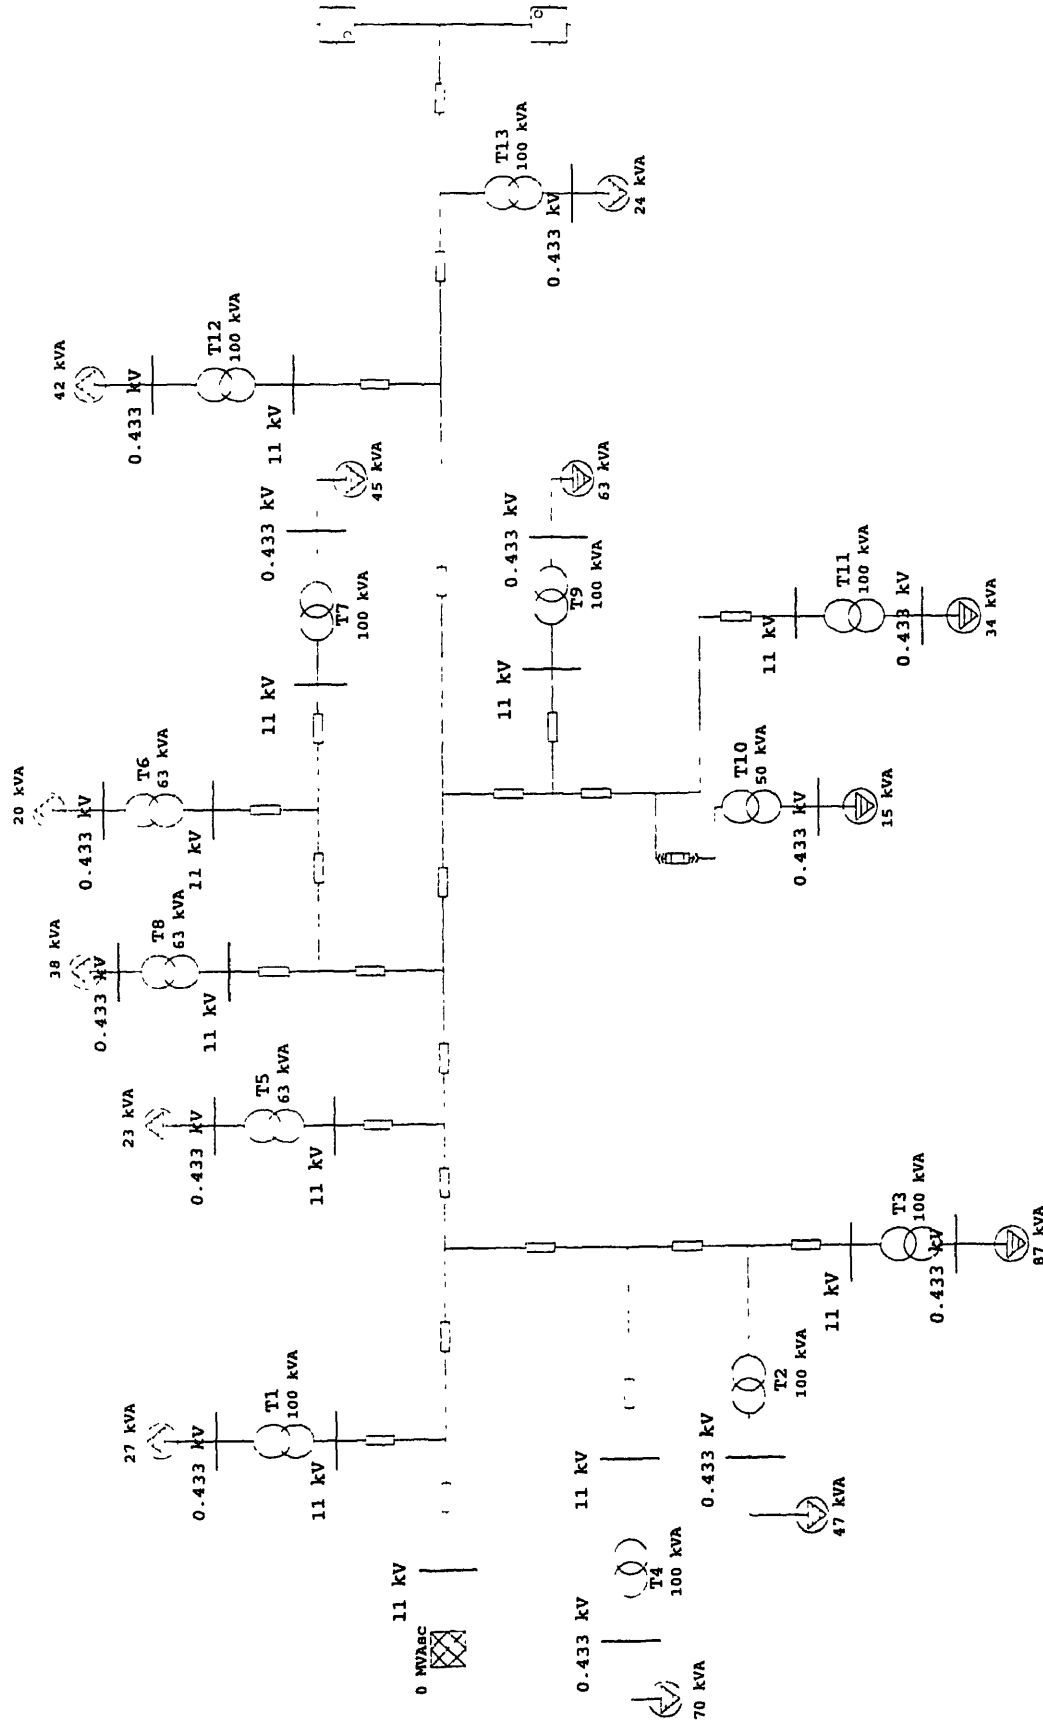 T13
100 kVA
0.433 kV
24 kVA
42 kVA
0.433 kV
T12
100 kVA
11 kV
45 kVA
0.433 kV
T7
100 kVA
11 kV
63 kVA
0.433 kV
T9
100 kVA
11 kV
T11
100 kVA
11 kV
0.433 kV
34 kVA
20 kVA
0.433 kV
T6
63 kVA
11 kV
T10
50 kVA
0.433 kV
15 kVA
38 kVA
0.433 kV
T8
63 kVA
11 kV
23 kVA
0.433 kV
T5
63 kVA
11 kV
T3
100 kVA
11 kV
0.433 kV
87 kVA
27 kVA
0.433 kV
T1
100 kVA
11 kV
T2
100 kVA
0.433 kV
47 kVA
11 kV
T4
100 kVA
0.433 kV
70 kVA
11 kV
0 MVAsc